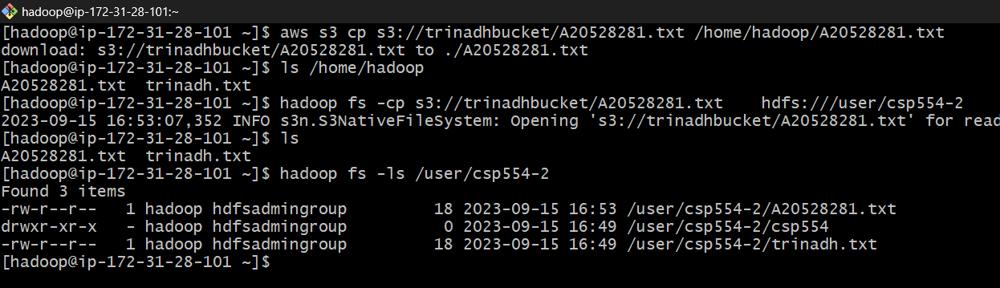 hadoop@ip-172-31-28-101:~
[hadoop@ip-172-31-28-101 ~]$ aws s3 cp s3://trinadhbucket/A20528281.txt /home/hadoop/A20528281.txt
download: s3://trinadhbucket/A20528281.txt to ./A20528281.txt
[hadoop@ip-172-31-28-101 ~]$ ls /home/hadoop
A20528281.txt  trinadh.txt
[hadoop@ip-172-31-28-101 ~]$ hadoop fs -cp s3://trinadhbucket/A20528281.txt    hdfs:///user/csp554-2
2023-09-15 16:53:07,352 INFO s3n.S3NativeFileSystem: Opening 's3://trinadhbucket/A20528281.txt' for read
[hadoop@ip-172-31-28-101 ~]$ ls
A20528281.txt  trinadh.txt
[hadoop@ip-172-31-28-101 ~]$ hadoop fs -ls /user/csp554-2
Found 3 items
-rw-r--r--   1 hadoop hdfsadmingroup         18 2023-09-15 16:53 /user/csp554-2/A20528281.txt
drwxr-xr-x   - hadoop hdfsadmingroup          0 2023-09-15 16:49 /user/csp554-2/csp554
-rw-r--r--   1 hadoop hdfsadmingroup         18 2023-09-15 16:49 /user/csp554-2/trinadh.txt
[hadoop@ip-172-31-28-101 ~]$